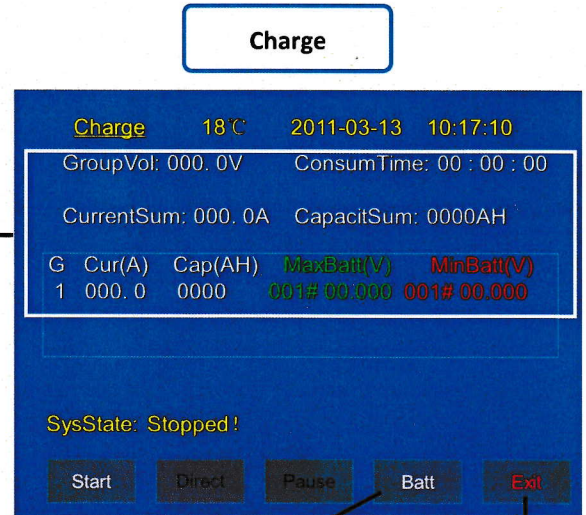 Charge
Charge 18℃ 2011-03-13 10:17:10
GroupVol: 000. 0V ConsumTime: 00 : 00 : 00
CurrentSum: 000. 0A CapacitSum: 0000AH
G Cur(A) Cap(AH) MaxBatt(V) MinBatt(V)
1 000. 0 0000 001# 00.000 001# 00.000
SysState: Stopped !
Start Direct Pause Batt Exit